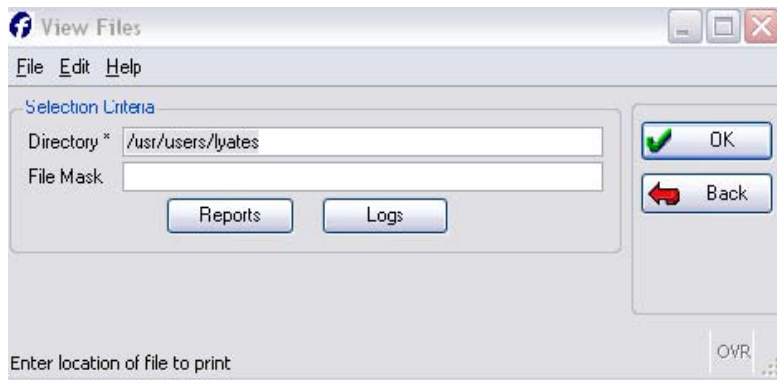 View Files
File Edit Help
Selection Criteria
Directory * /usr/users/lyates
File Mask
Reports Logs
OK
Back
Enter location of file to print
OVR